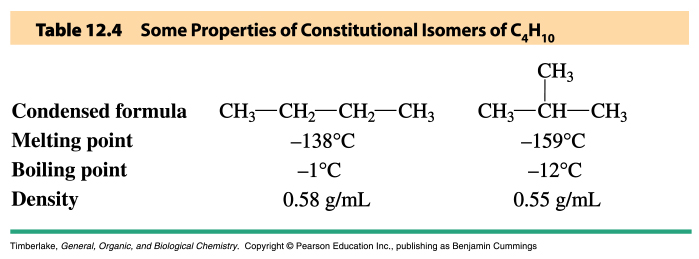 Table 12.4 Some Properties of Constitutional Isomers of C₄H₁₀
CH₃
Condensed formula CH₃—CH₂—CH₂—CH₃ CH₃—CH—CH₃
Melting point –138°C –159°C
Boiling point –1°C –12°C
Density 0.58 g/mL 0.55 g/mL
Timberlake, General, Organic, and Biological Chemistry. Copyright © Pearson Education Inc., publishing as Benjamin Cummings